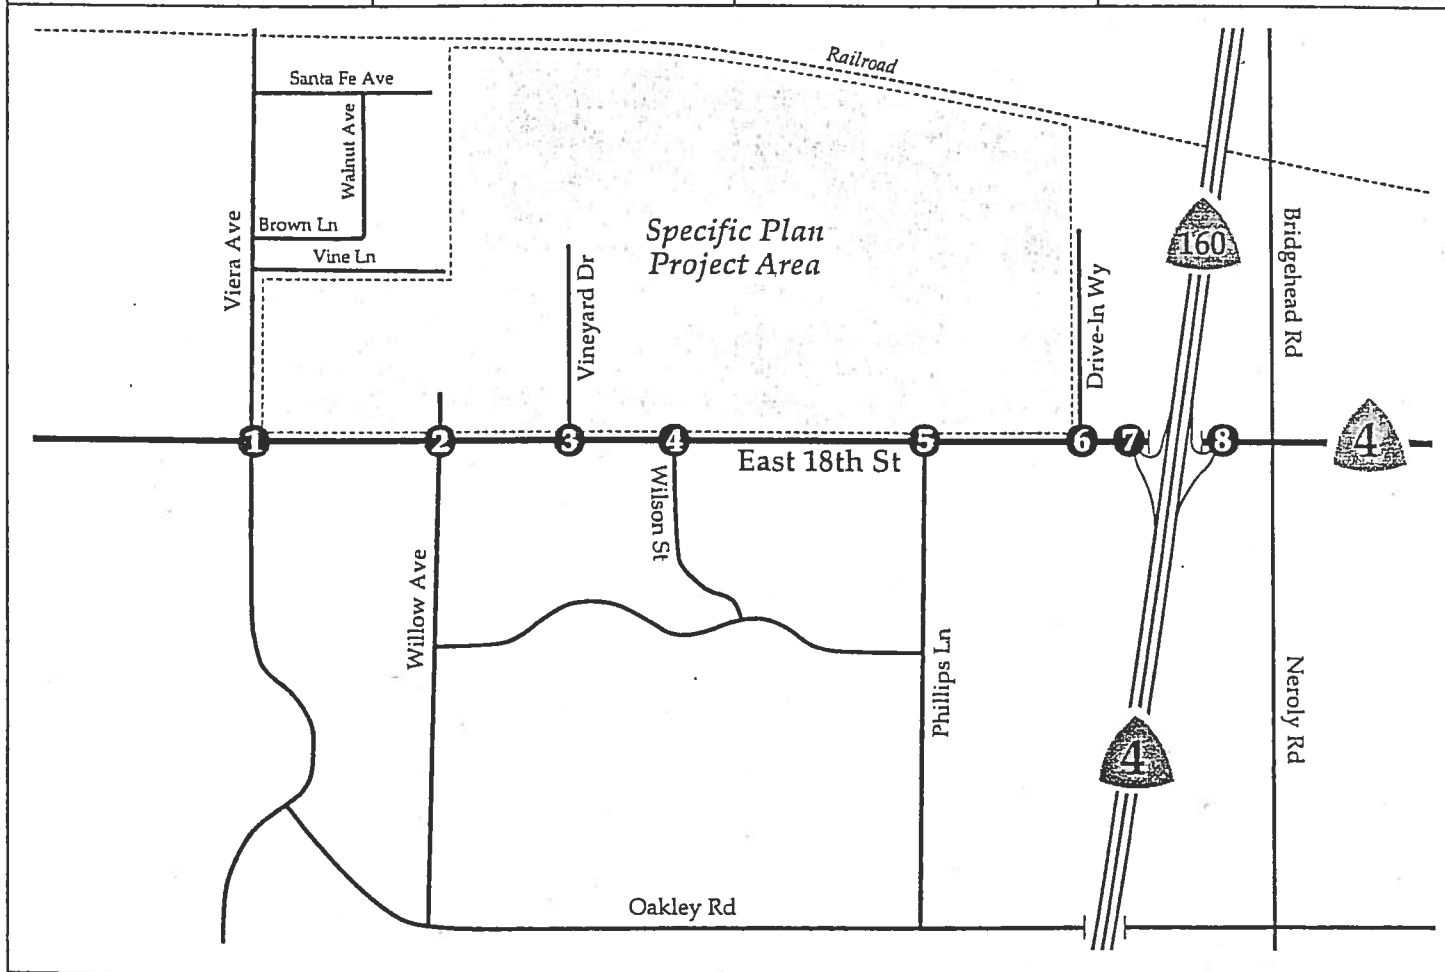 Railroad
Santa Fe Ave
Walnut Ave
Brown Ln
Vine Ln
Viera Ave
Specific Plan
Project Area
Vineyard Dr
Drive-In Wy
160
Bridgehead Rd
1
2
3
4
5
6
7
8
4
East 18th St
Wilson St
Willow Ave
Phillips Ln
Neroly Rd
4
Oakley Rd